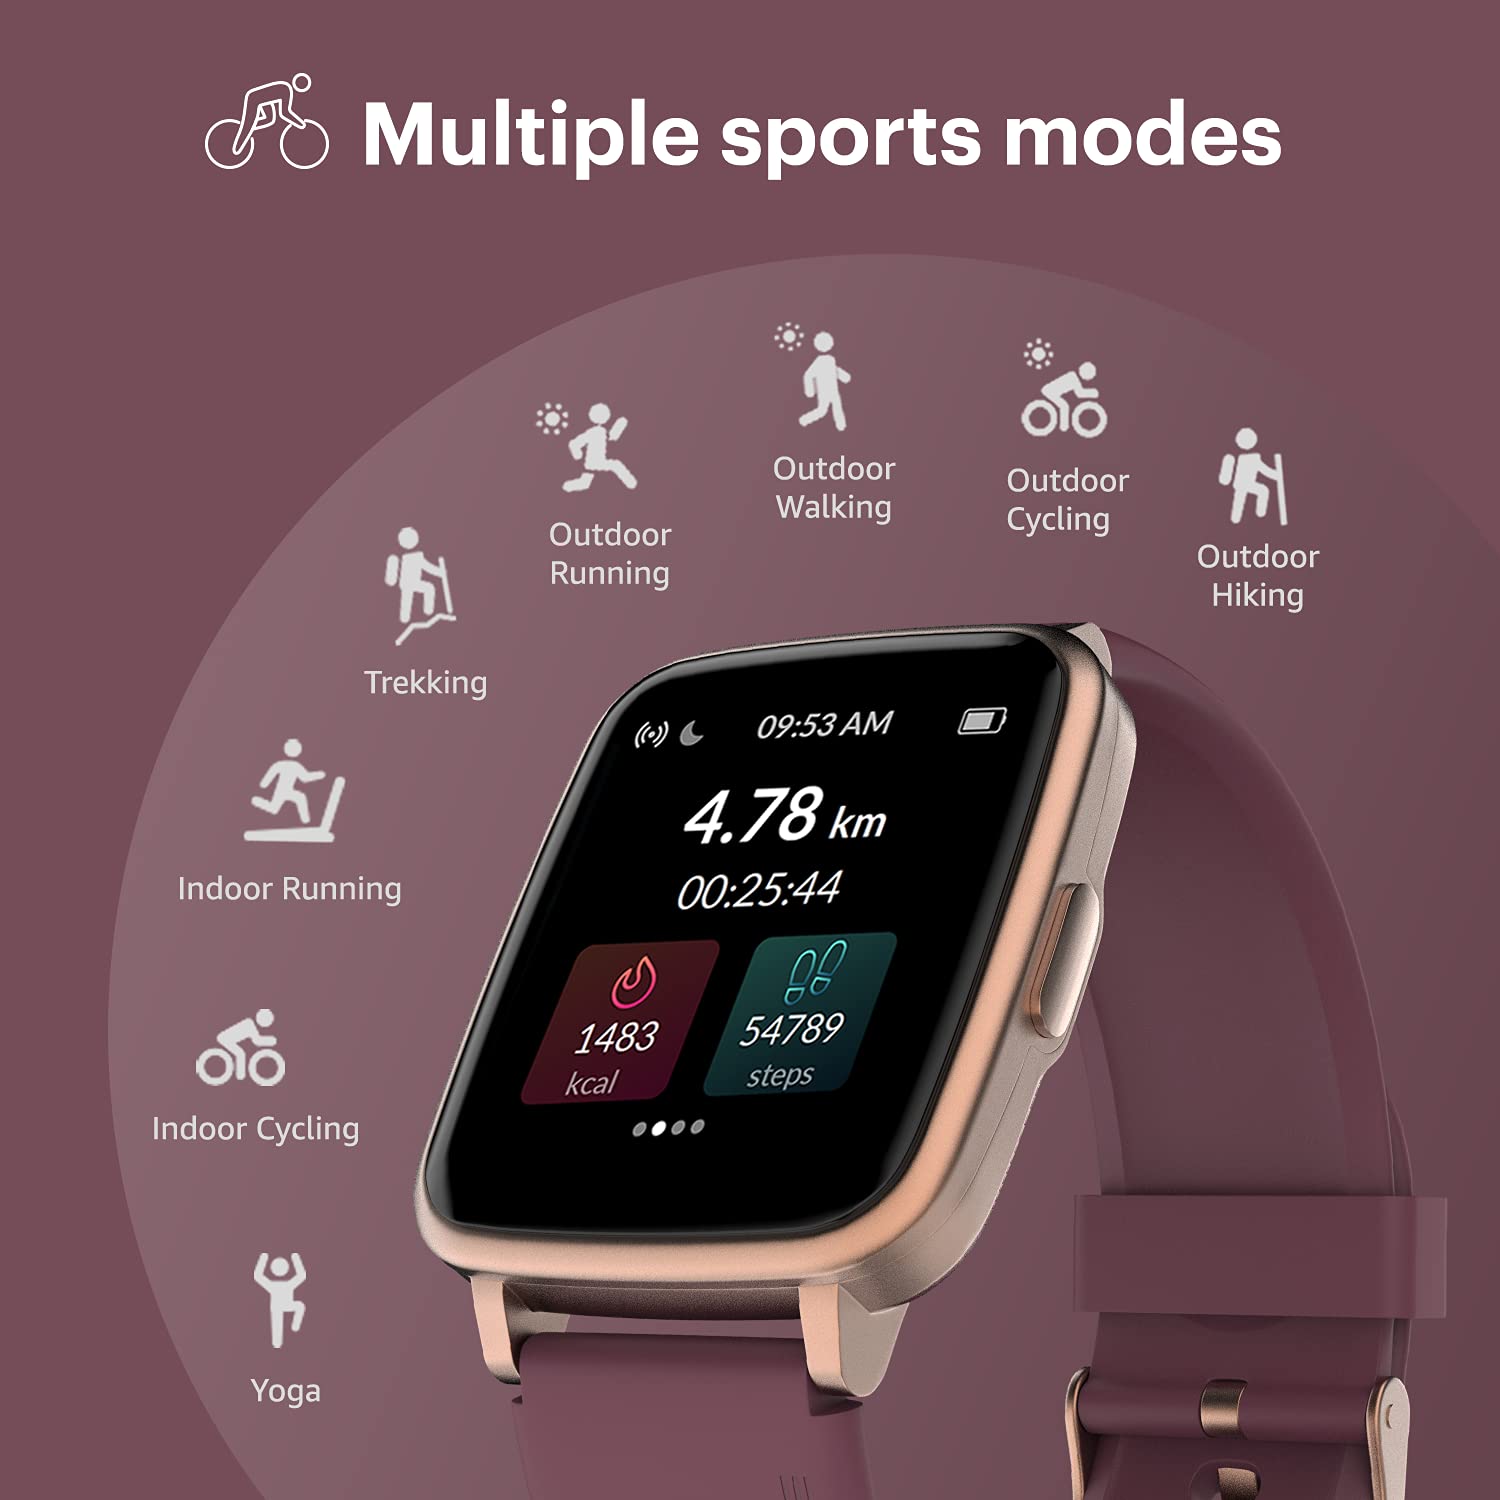 Multiple sports modes
Outdoor
Walking
Outdoor
Cycling
Outdoor
Running
Outdoor
Hiking
Trekking
Indoor Running
Indoor Cycling
Yoga
09:53 AM
4.78 km
00:25:44
1483
kcal
54789
steps